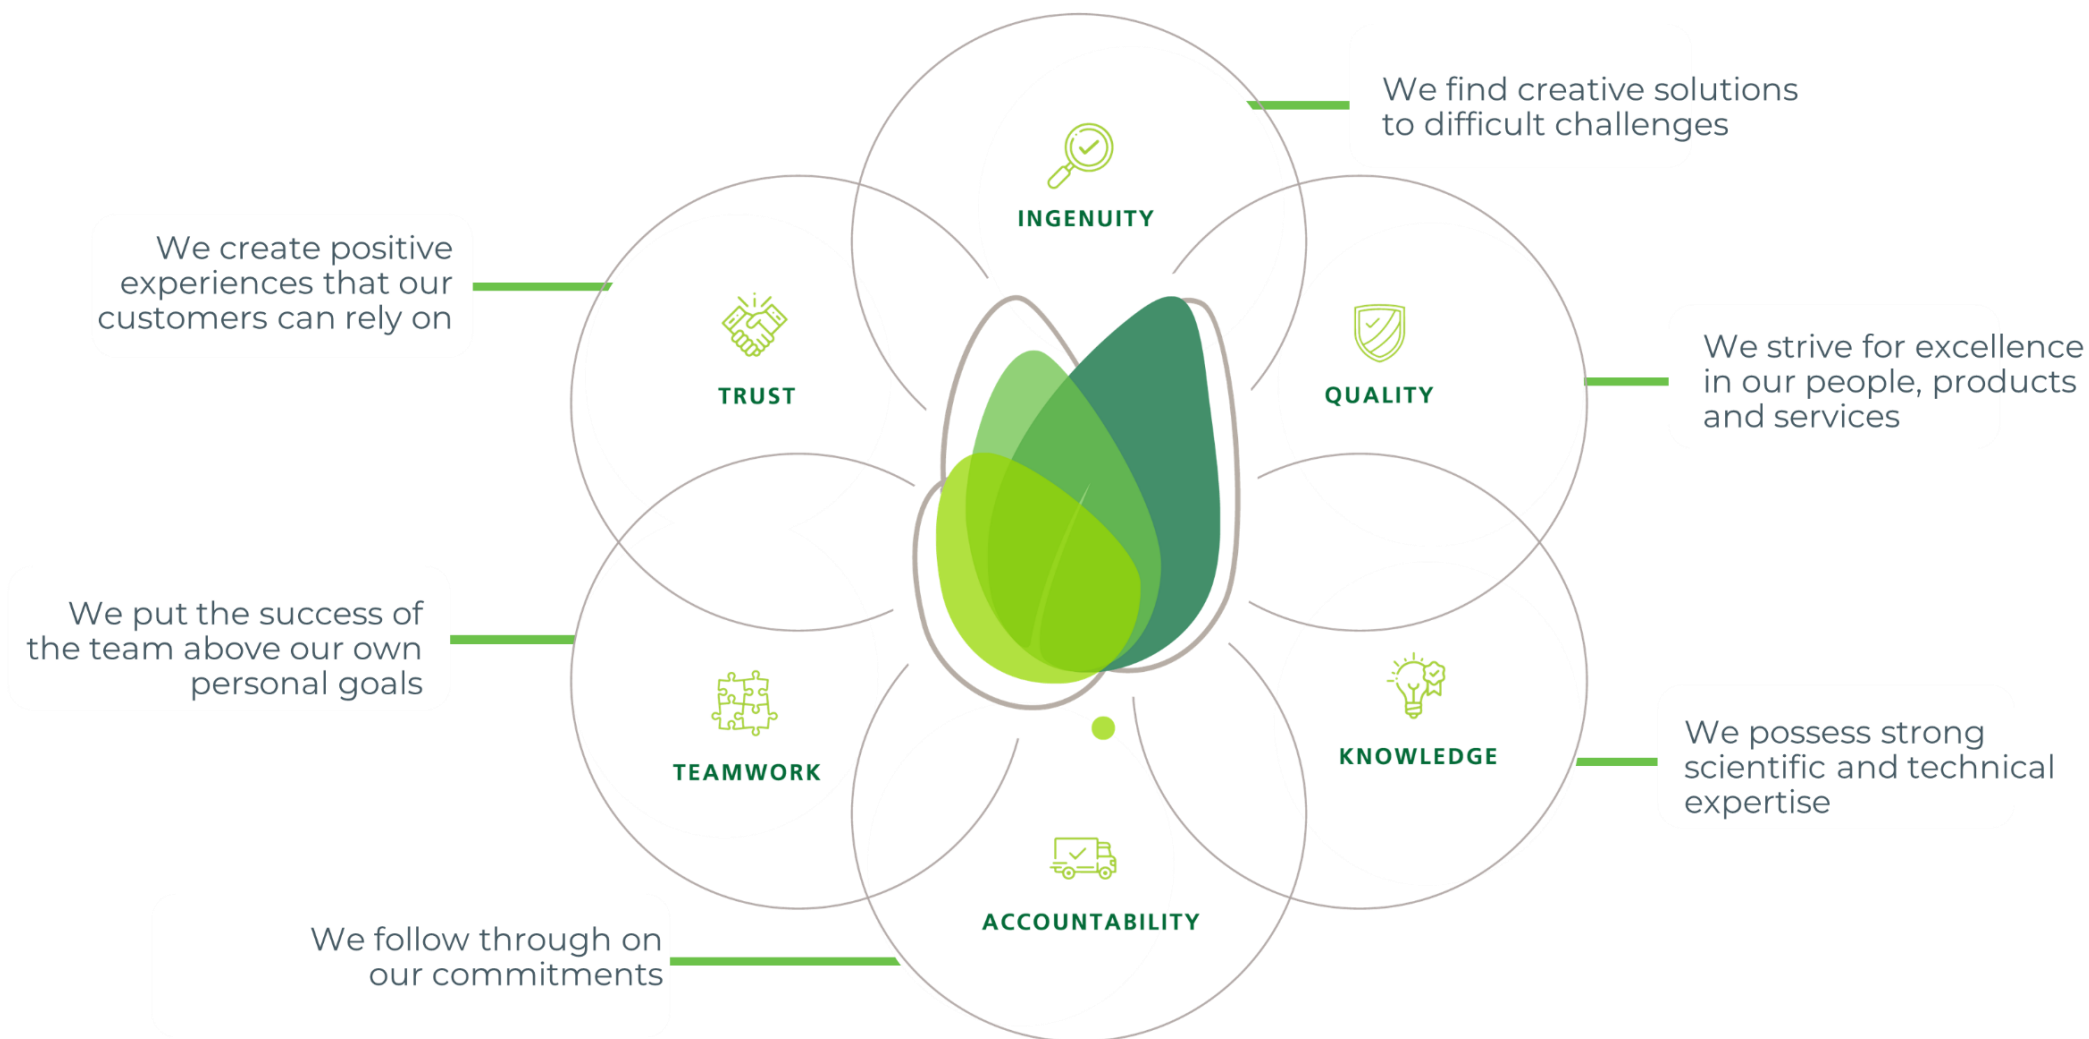 We find creative solutions
to difficult challenges
INGENUITY
We create positive
experiences that our
customers can rely on
TRUST
QUALITY
We strive for excellence
in our people, products
and services
We put the success of
the team above our own
personal goals
TEAMWORK
KNOWLEDGE
We possess strong
scientific and technical
expertise
ACCOUNTABILITY
We follow through on
our commitments